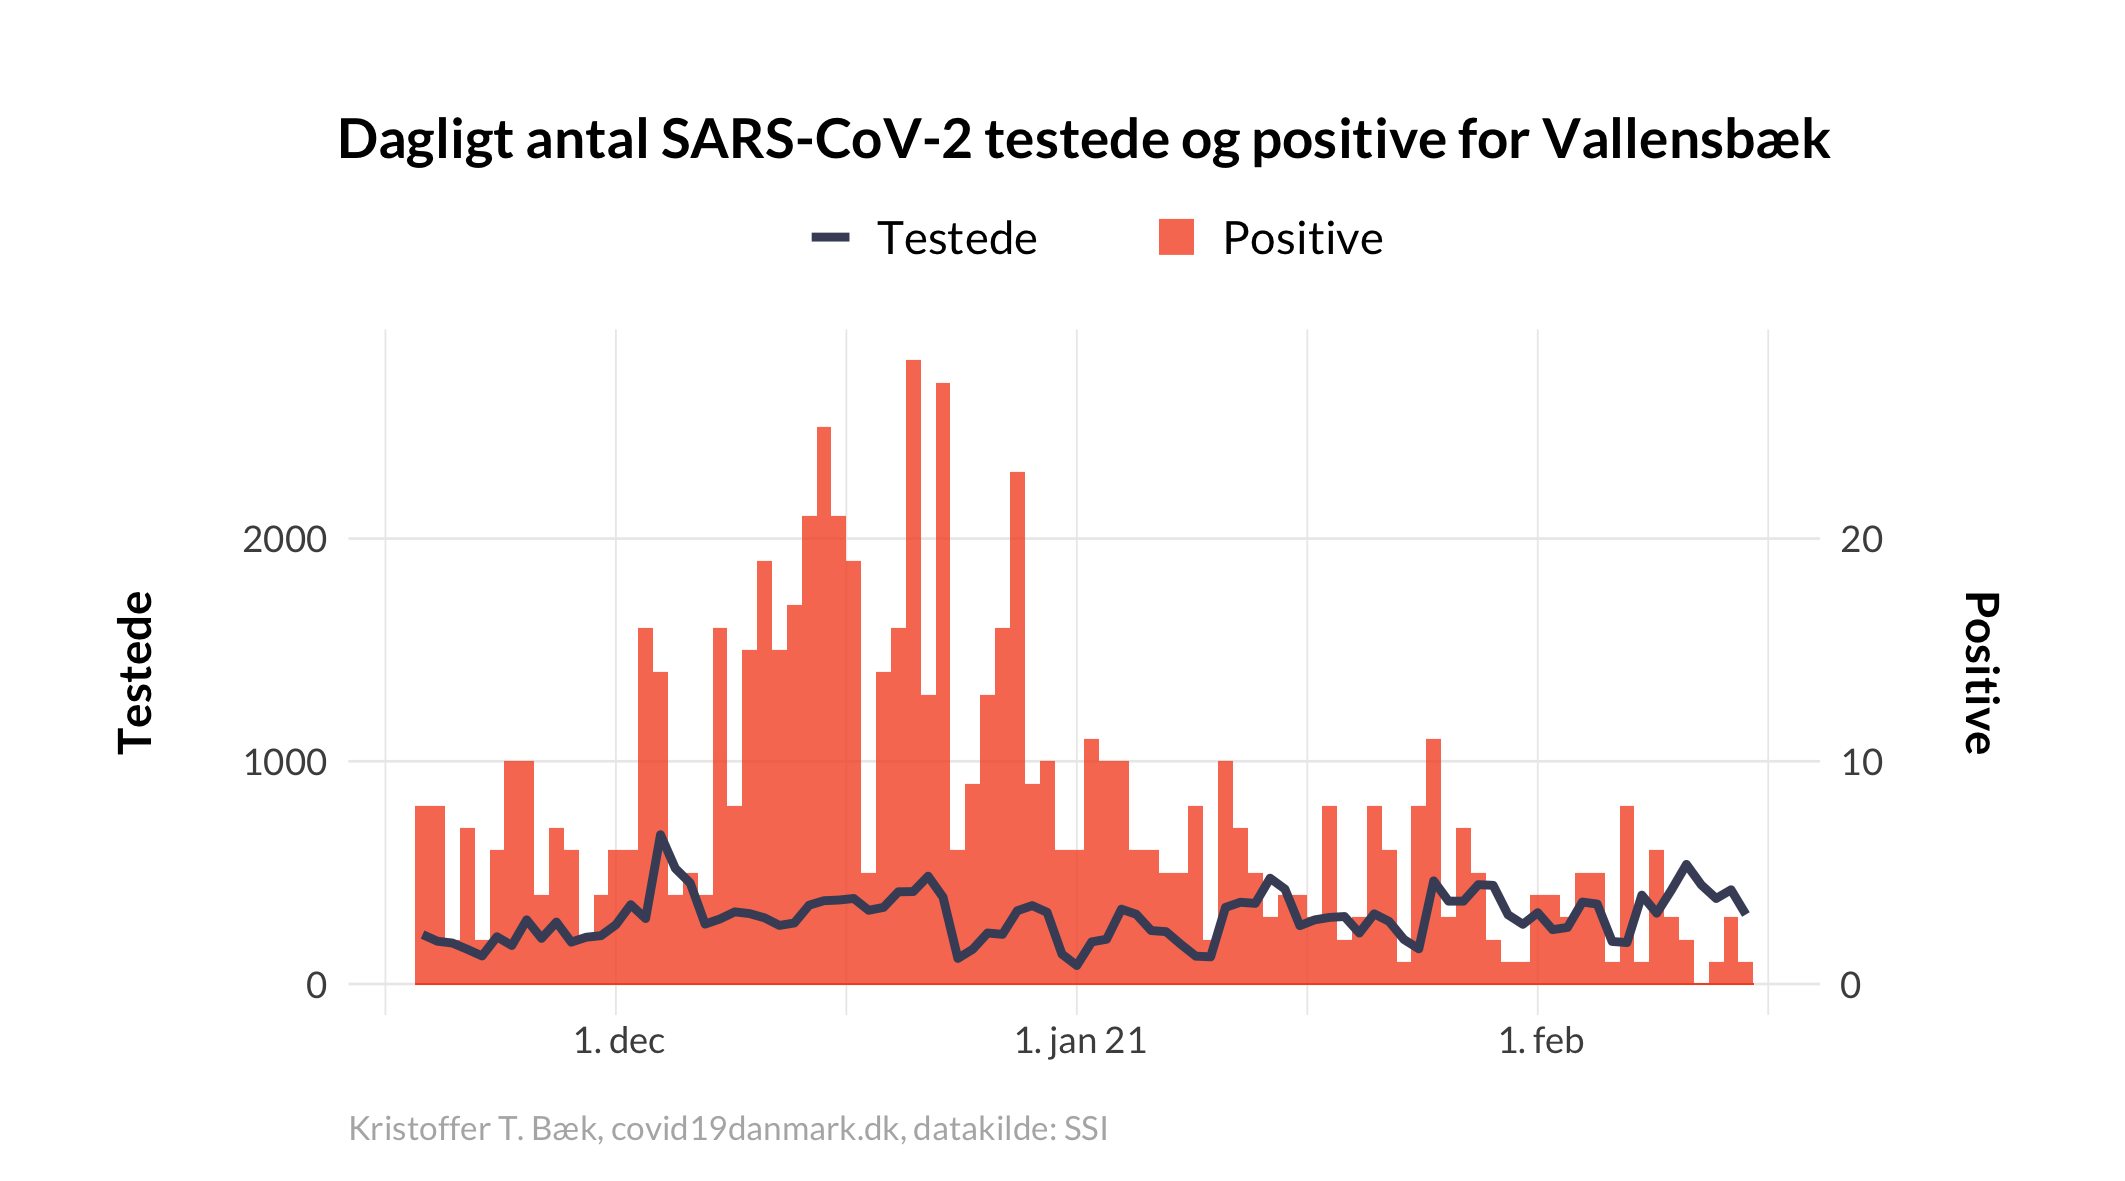 Dagligt antal SARS-CoV-2 testede og positive for Vallensbæk
Testede
Positive
2000
1000
0
Testede
20
10
0
Positive
1. dec
1. jan 21
1. feb
Kristoffer T. Bæk, covid19danmark.dk, datakilde: SSI